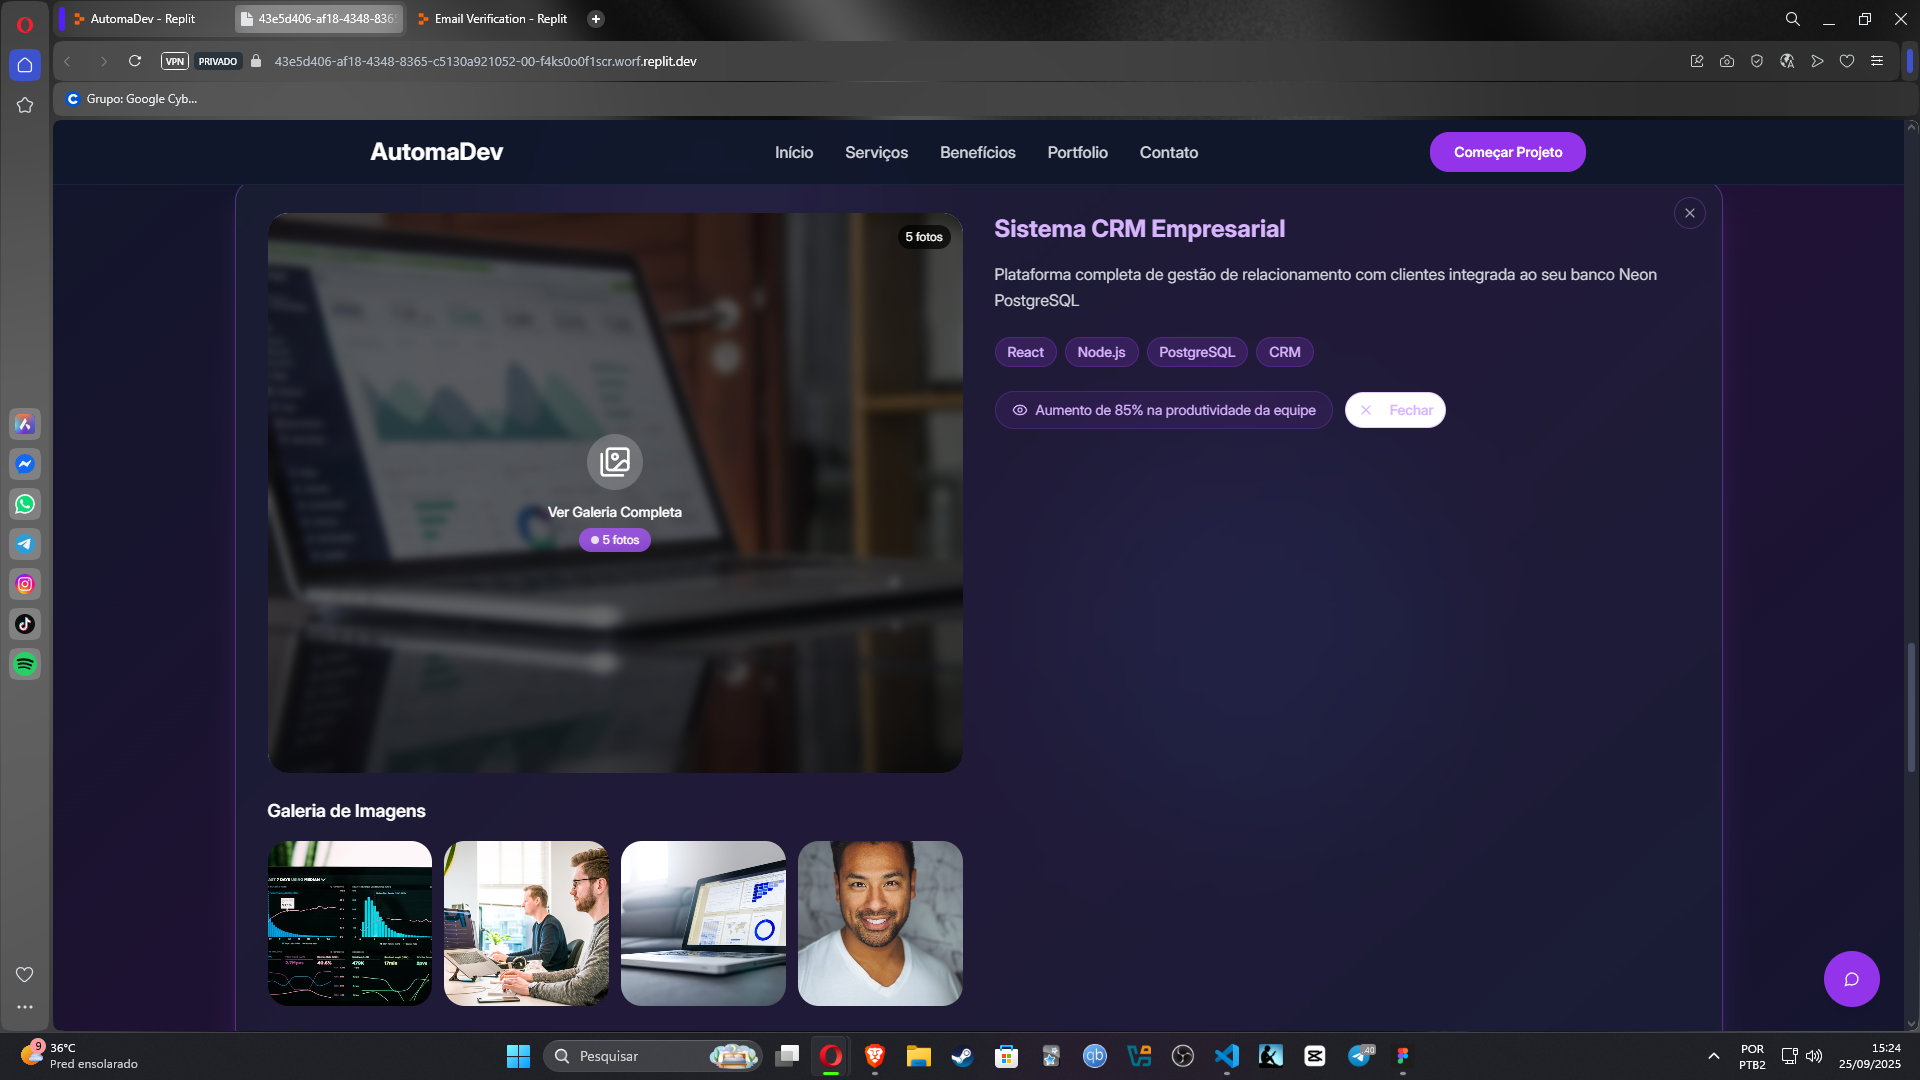 AutomaDev - Replit
43e5d406-af18-4348-8365
Email Verification - Replit
VPN
PRIVADO
43e5d406-af18-4348-8365-c5130a921052-00-f4ks0o0f1scr.worf.replit.dev
Grupo: Google Cyb...
AutomaDev
Início
Serviços
Benefícios
Portfolio
Contato
Começar Projeto
5 fotos
Sistema CRM Empresarial
Plataforma completa de gestão de relacionamento com clientes integrada ao seu banco Neon
PostgreSQL
React
Node.js
PostgreSQL
CRM
Aumento de 85% na produtividade da equipe
Fechar
Ver Galeria Completa
5 fotos
Galeria de Imagens
9
36°C
Pred ensolarado
Pesquisar
qb
40
POR
PTB2
15:24
25/09/2025